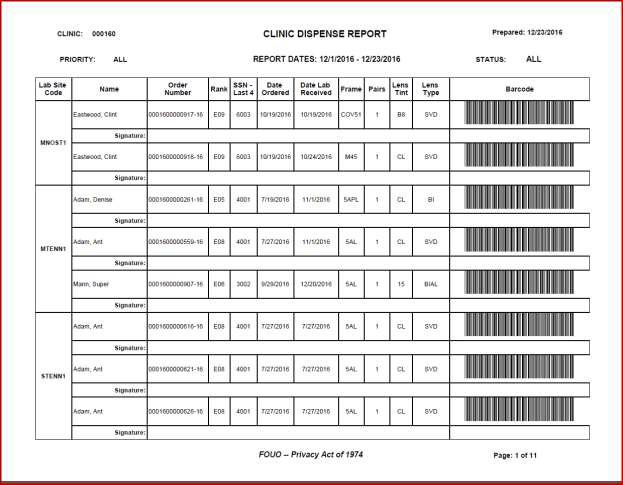 CLINIC: 000160 CLINIC DISPENSE REPORT Prepared: 12/23/2016
PRIORITY: ALL REPORT DATES: 12/1/2016 - 12/23/2016 STATUS: ALL
Lab Site Code Name Order Number Rank SSN - Last 4 Date Ordered Date Lab Received Frame Pairs Lens Tint Lens Type Barcode
MNOST1
Eastwood, Clint 0001600000917-16 E09 6003 10/19/2016 10/19/2016 COV51 1 B8 SVD
Signature:
Eastwood, Clint 0001600000918-16 E09 6003 10/19/2016 10/24/2016 M45 1 CL SVD
Signature:
MTENN1
Adam, Denise 0001600000261-16 E05 4001 7/19/2016 11/1/2016 5APL 1 CL BI
Signature:
Adam, Ant 0001600000559-16 E08 4001 7/27/2016 11/1/2016 5AL 1 CL SVD
Signature:
Mann, Super 0001600000907-16 E06 3002 9/29/2016 12/20/2016 5AL 1 15 BIAL
Signature:
STENN1
Adam, Ant 0001600000616-16 E08 4001 7/27/2016 7/27/2016 5AL 1 CL SVD
Signature:
Adam, Ant 0001600000621-16 E08 4001 7/27/2016 7/27/2016 5AL 1 CL SVD
Signature:
Adam, Ant 0001600000626-16 E08 4001 7/27/2016 7/27/2016 5AL 1 CL SVD
Signature:
FOUO -- Privacy Act of 1974 Page: 1 of 11